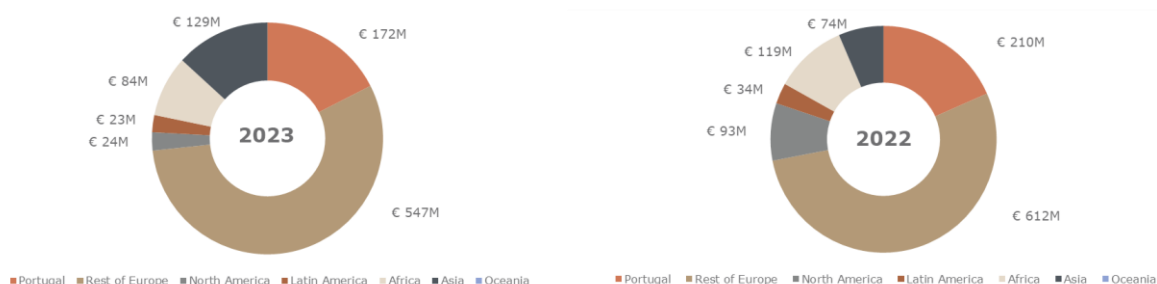 € 129M
€ 172M
€ 84M
€ 23M
€ 24M
2023
€ 547M
Portugal Rest of Europe North America Latin America Africa Asia Oceania
€ 74M
€ 210M
€ 119M
€ 34M
€ 93M
2022
€ 612M
Portugal Rest of Europe North America Latin America Africa Asia Oceania